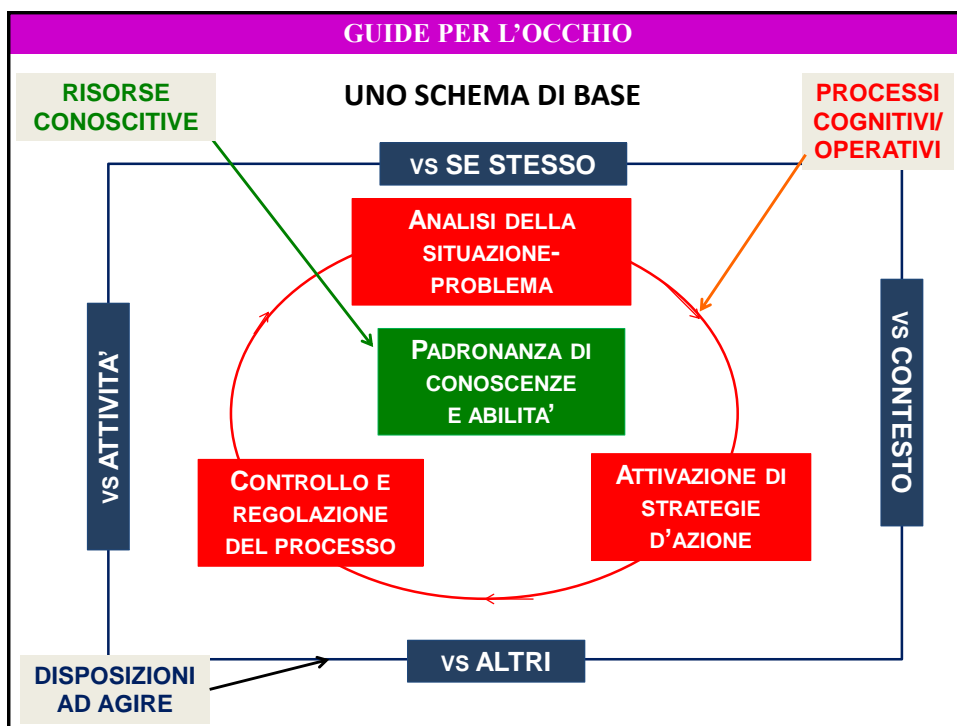 GUIDE PER L’OCCHIO
RISORSE
CONOSCITIVE
UNO SCHEMA DI BASE
PROCESSI
COGNITIVI/
OPERATIVI
VS SE STESSO
ANALISI DELLA
SITUAZIONE-
PROBLEMA
VS ATTIVITA’
PADRONANZA DI
CONOSCENZE
E ABILITA’
VS CONTESTO
CONTROLLO E
REGOLAZIONE
DEL PROCESSO
ATTIVAZIONE DI
STRATEGIE
D’AZIONE
VS ALTRI
DISPOSIZIONI
AD AGIRE